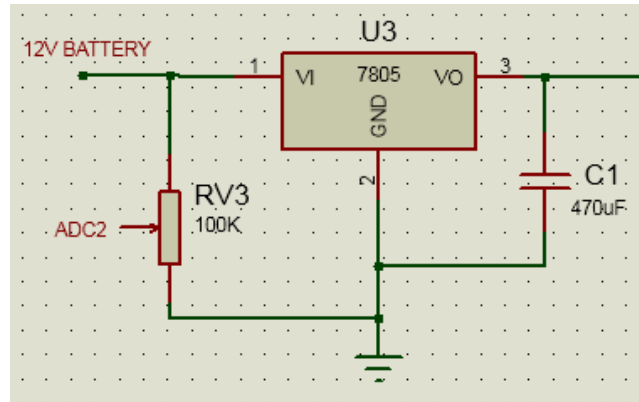 U3
12V BATTERY
1
VI
7805
VO
3
GND
2
C1
470uF
RV3
100K
ADC2